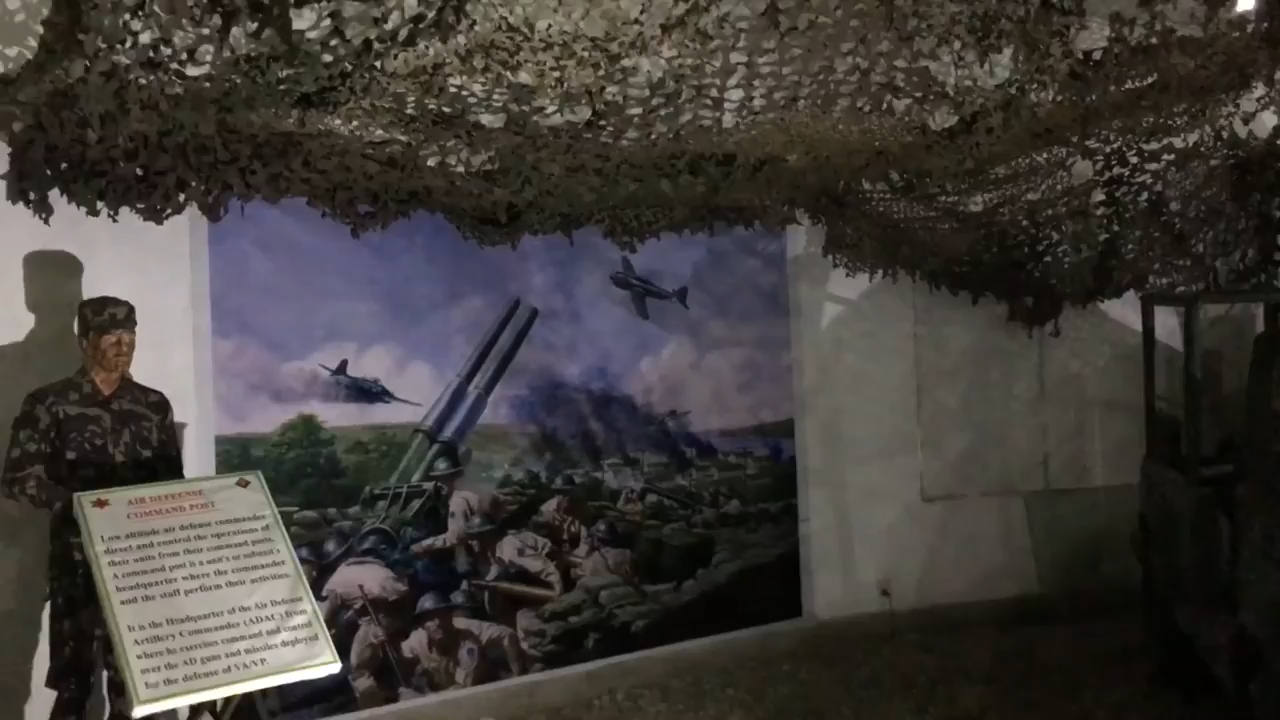 AIR DEFEENSE
COMMAND POST
Low altitude air defense commander
direct and control the operations of
their units from their command posts.
A command post is a unit's or subunit's
headquarter where the commander
and the staff perform their activities.
It is the Headquarter of the Air Defense
Artillery Commander (ADAC) from
where he exercises command and control
over the AD guns and missiles deployed
for the defense of VA/VP.